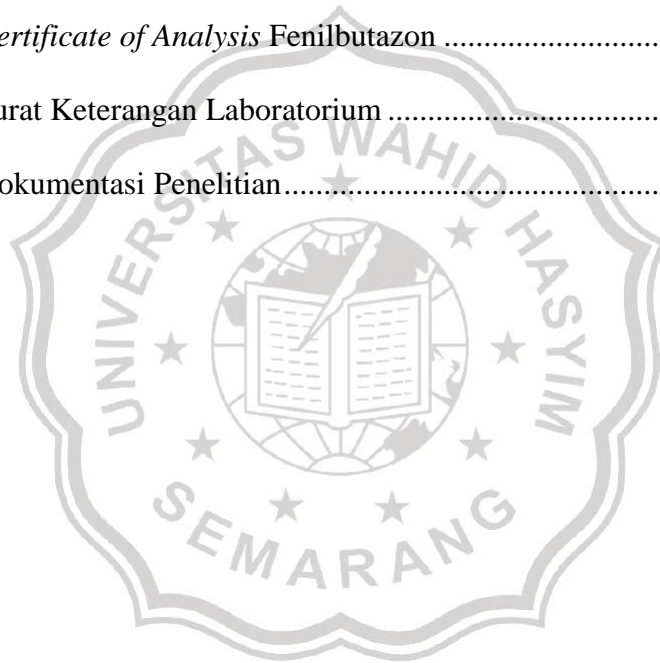 ertificate of Analysis Fenilbutazon ....................................
urat Keterangan Laboratorium .............................................
okumentasi Penelitian...............................................................
UNIVERSITAS WAHID HASYIM
SEMARANG